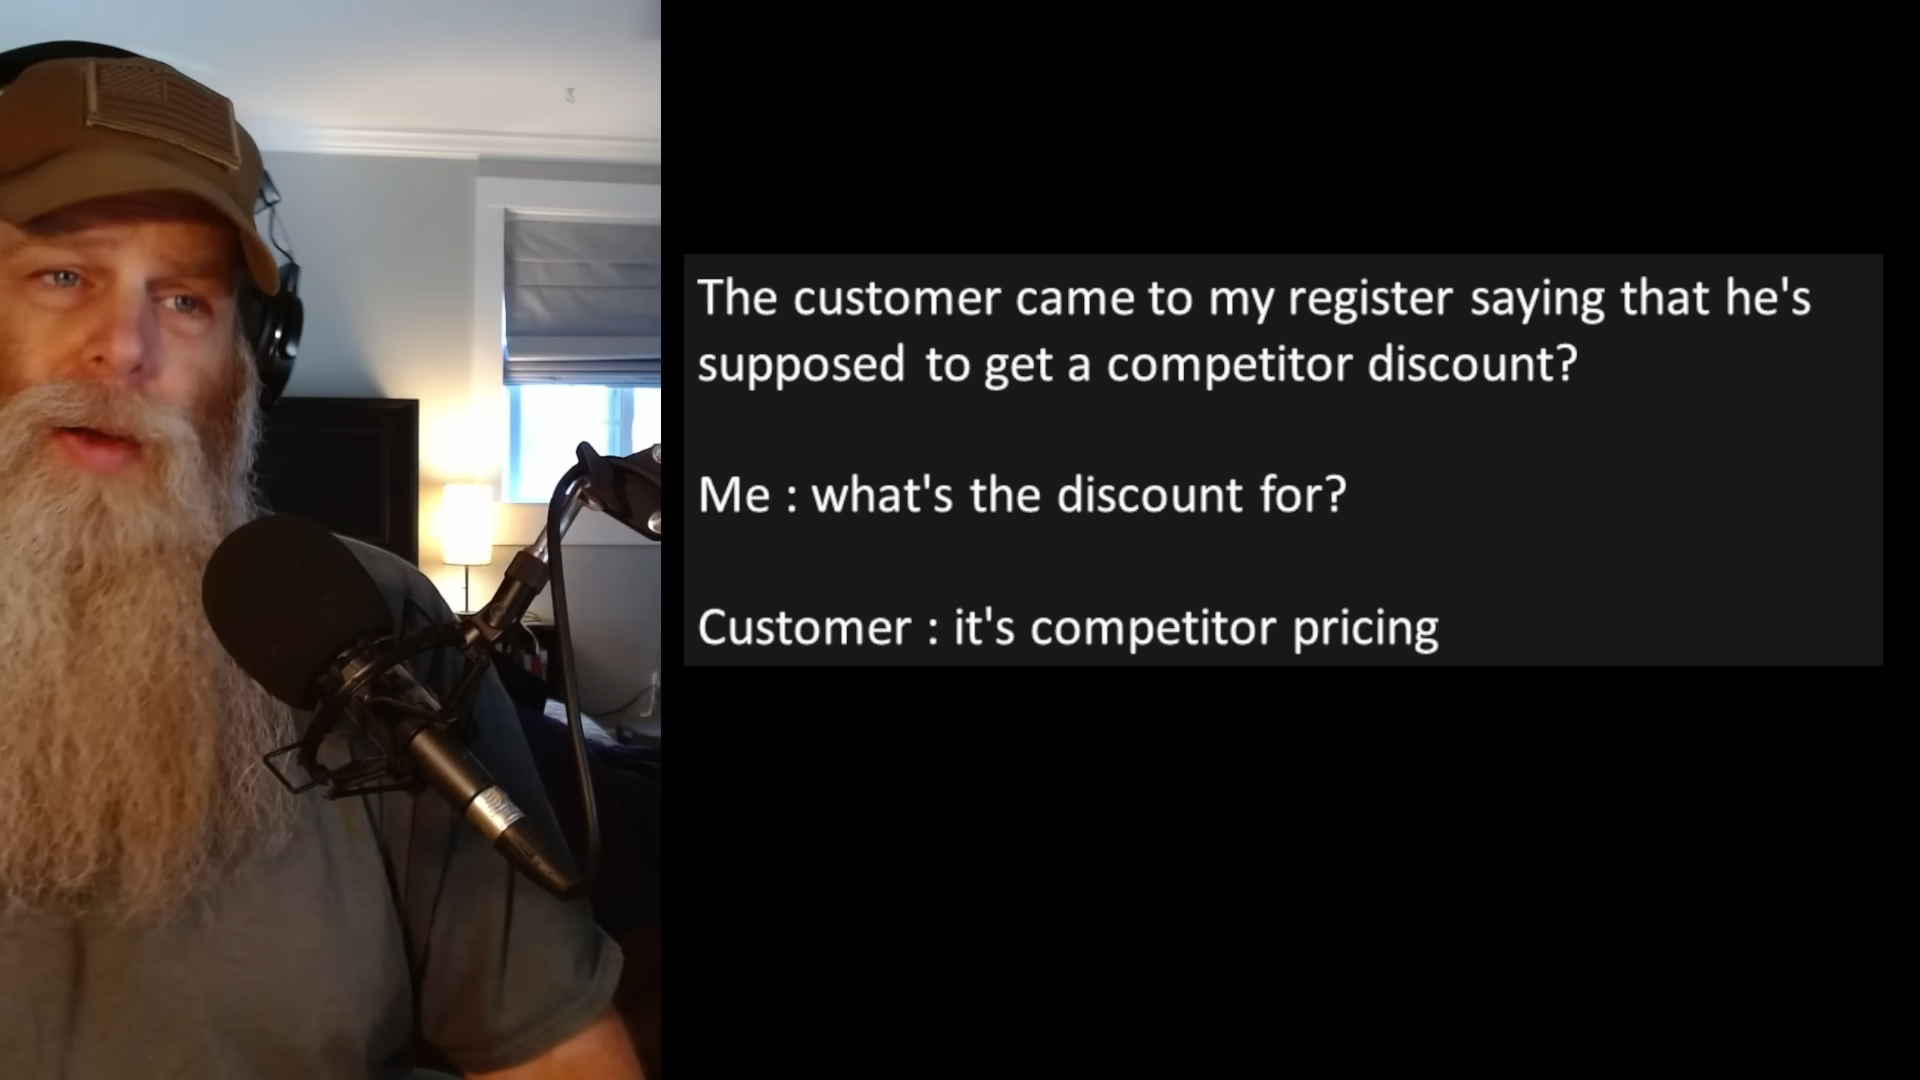 The customer came to my register saying that he's
supposed to get a competitor discount?
Me : what's the discount for?
Customer : it's competitor pricing